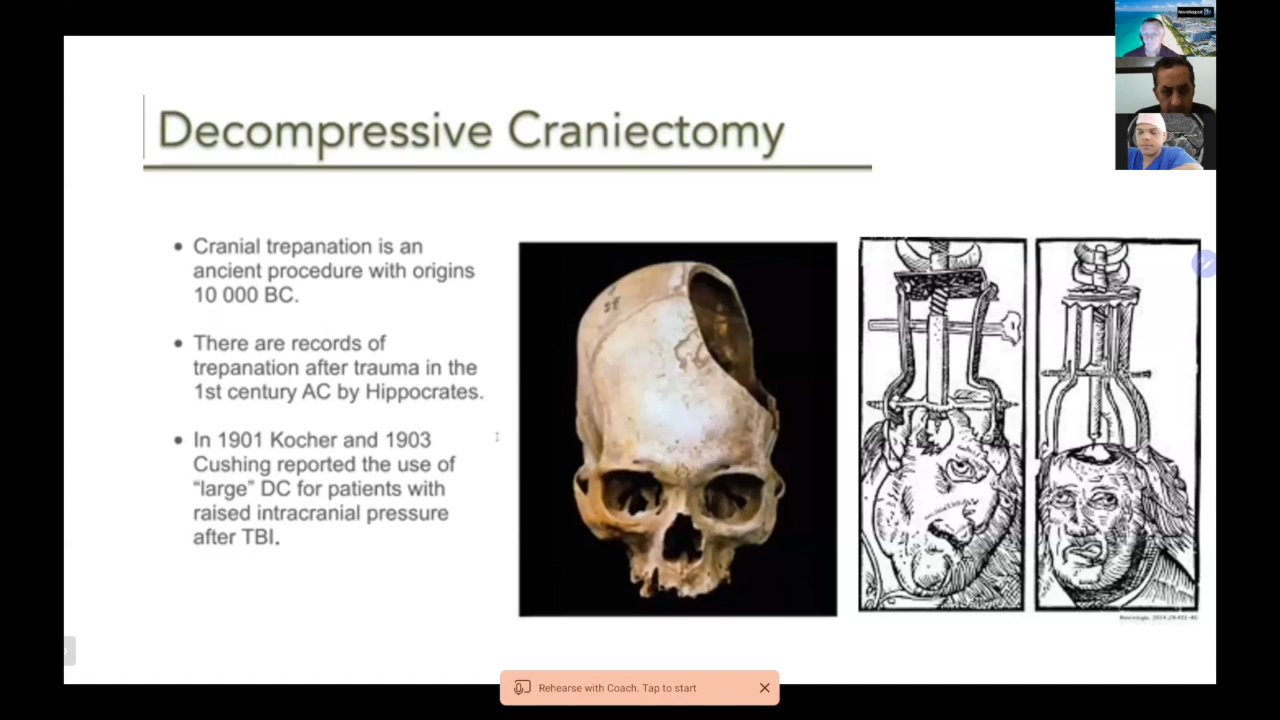 Decompressive Craniectomy
• Cranial trepanation is an
ancient procedure with origins
10 000 BC.
• There are records of
trepanation after trauma in the
1st century AC by Hippocrates.
• In 1901 Kocher and 1903
Cushing reported the use of
“large” DC for patients with
raised intracranial pressure
after TBI.
Rehearse with Coach. Tap to start